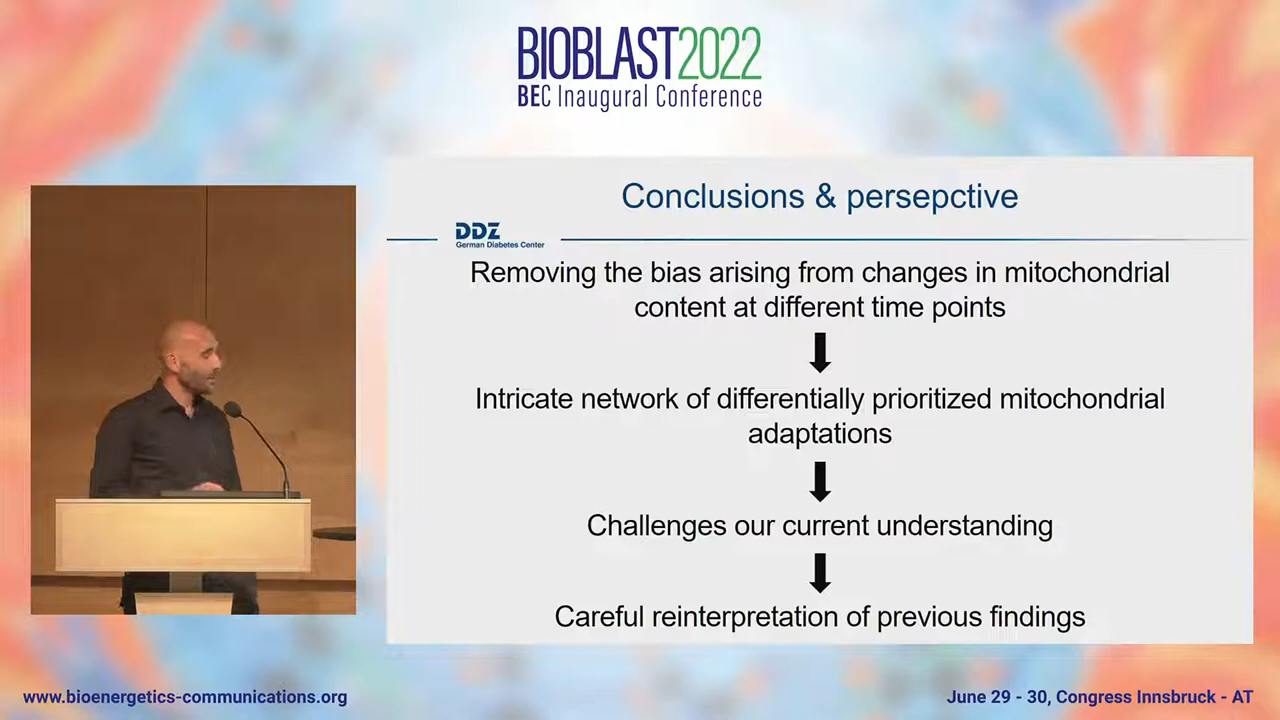 BIOBLAST2022
BEC Inaugural Conference
Conclusions & persepctive
DDZ
German Diabetes Center
Removing the bias arising from changes in mitochondrial
content at different time points
Intricate network of differentially prioritized mitochondrial
adaptations
Challenges our current understanding
Careful reinterpretation of previous findings
www.bioenergetics-communications.org
June 29 - 30, Congress Innsbruck - AT